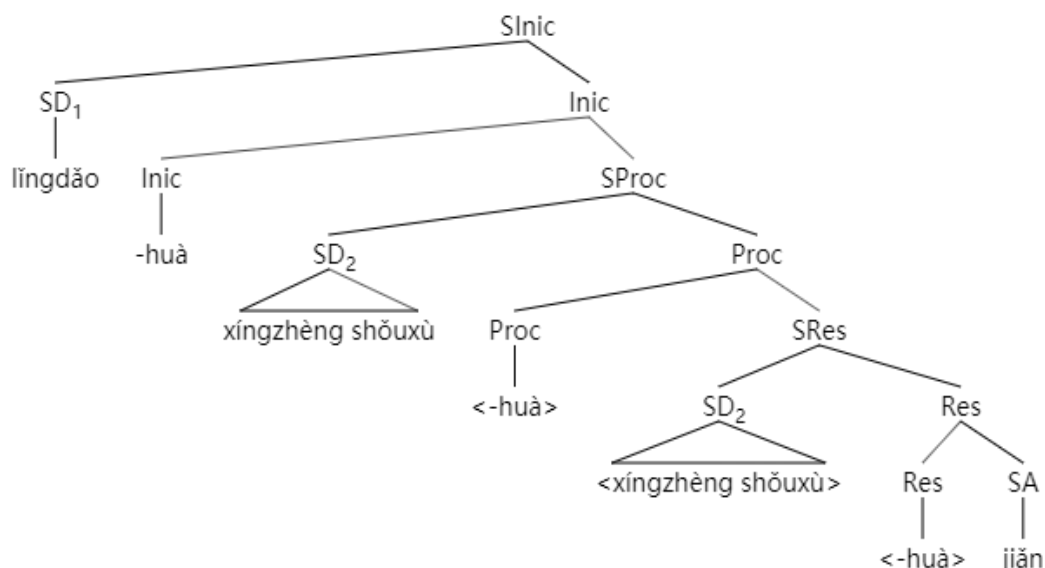 SInic
SD₁ Inic
lǐngdǎo Inic SProc
-huà SD₂ Proc
xíngzhèng shǒuxù Proc SRes
<-huà> SD₂ Res
<xíngzhèng shǒuxù> Res SA
<-huà> jiǎn